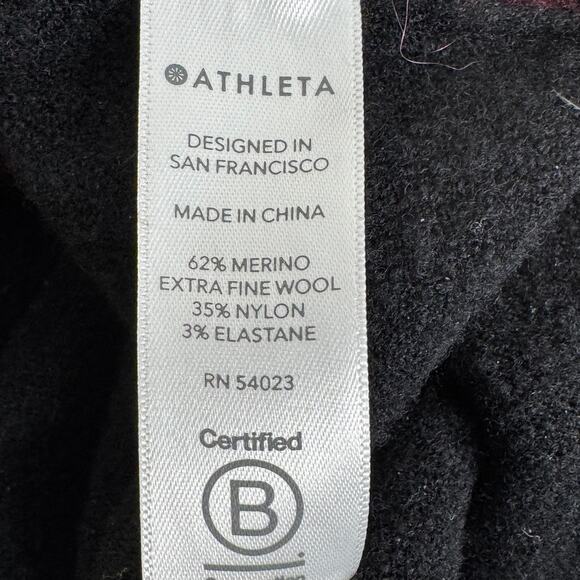 ATHLETA
DESIGNED IN
SAN FRANCISCO
MADE IN CHINA
62% MERINO
EXTRA FINE WOOL
35% NYLON
3% ELASTANE
RN 54023
Certified
B